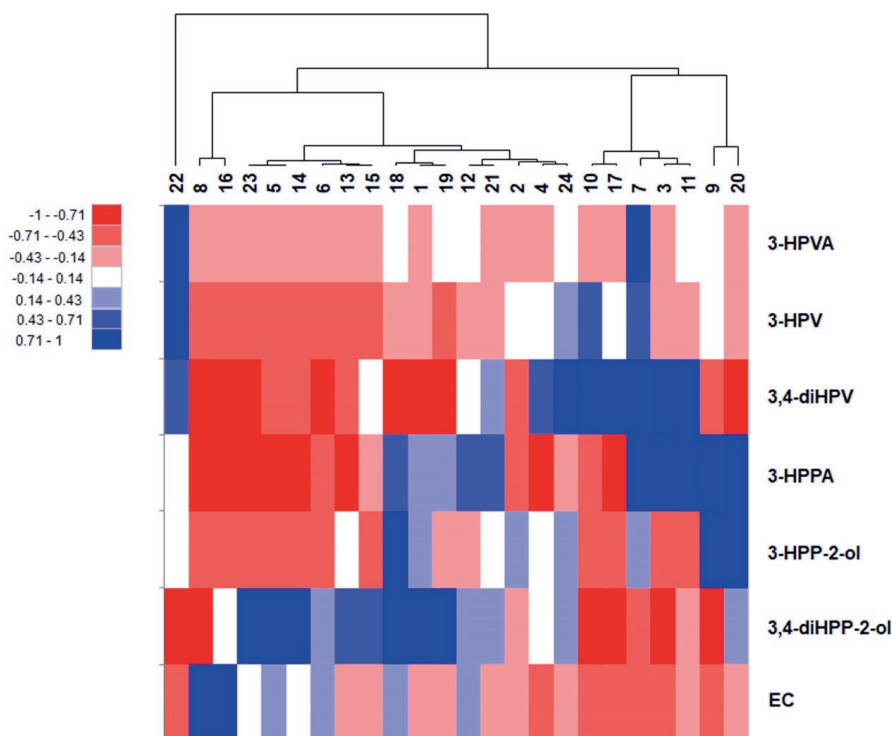 22 8 16 23 5 14 6 13 15 18 1 19 12 21 2 4 24 10 17 7 3 11 9 20
-1 - -0.71
-0.71 - -0.43
-0.43 - -0.14
-0.14 - 0.14
0.14 - 0.43
0.43 - 0.71
0.71 - 1
3-HPVA
3-HPV
3,4-diHPV
3-HPPA
3-HPP-2-ol
3,4-diHPP-2-ol
EC